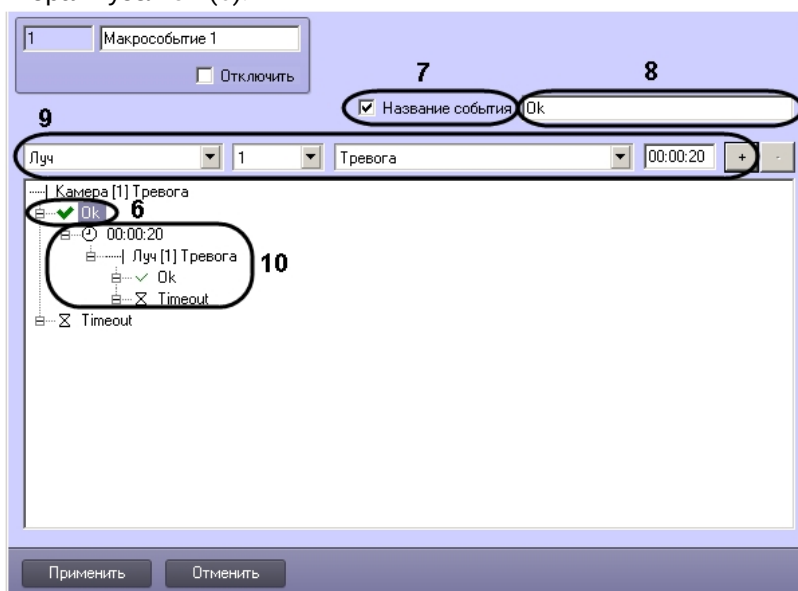 1 Макрособытие 1
Отключить
7 8
Название события Ok
9
Луч 1 Тревога 00:00:20 + -
Камера [1] Тревога
Ok 6
00:00:20
Луч [1] Тревога 10
Ok
Timeout
Timeout
Применить Отменить